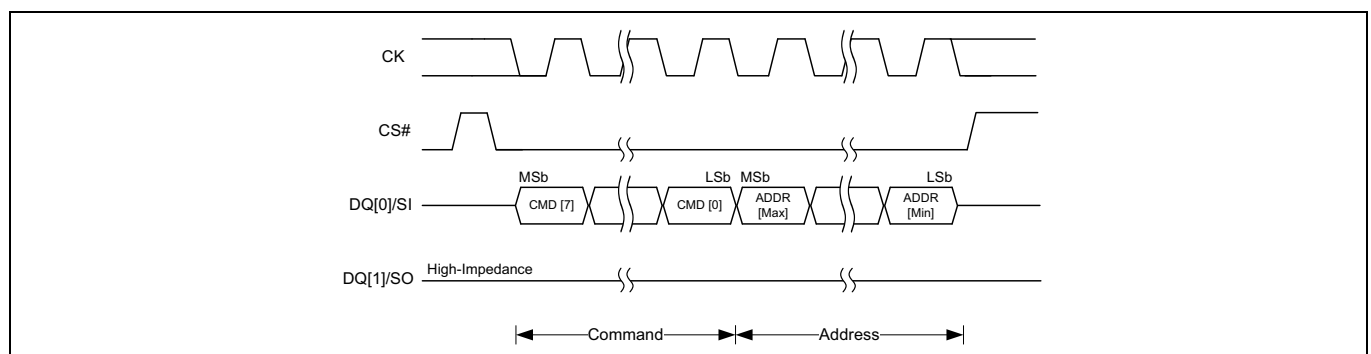 CK
CS#
MSb LSb MSb LSb
DQ[0]/SI CMD [7] CMD [0] ADDR [Max] ADDR [Min]
High-Impedance
DQ[1]/SO
Command Address